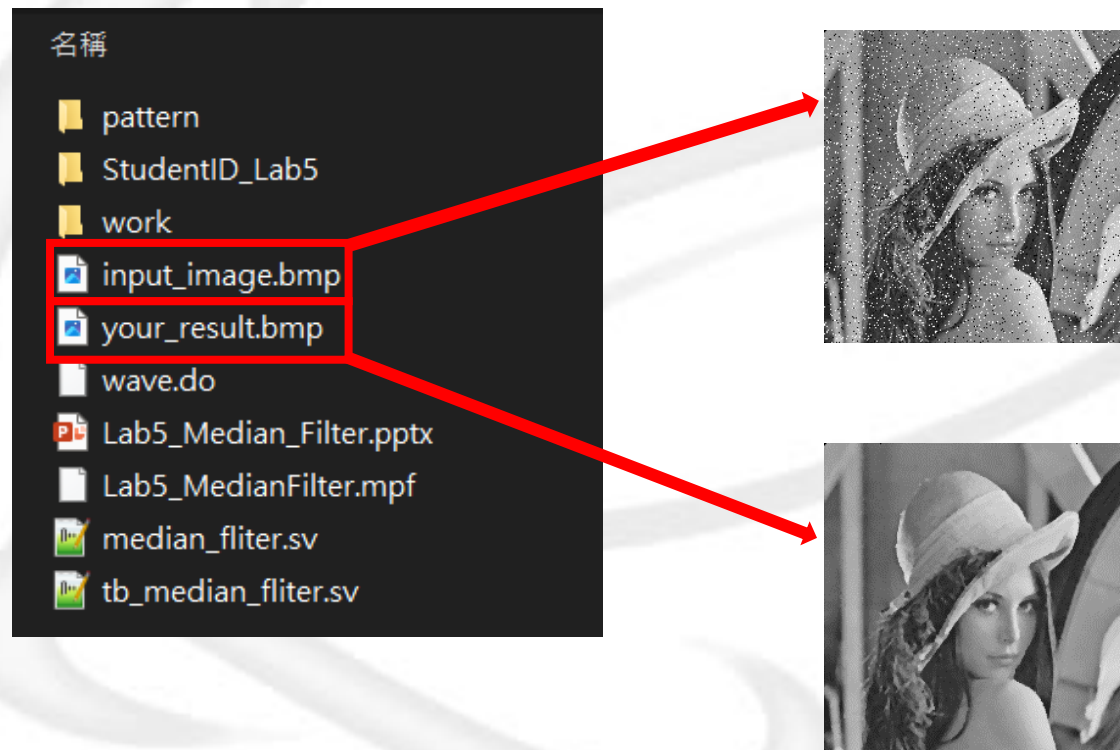 名稱
pattern
StudentID_Lab5
work
input_image.bmp
your_result.bmp
wave.do
Lab5_Median_Filter.pptx
Lab5_MedianFilter.mpf
median_fliter.sv
tb_median_fliter.sv